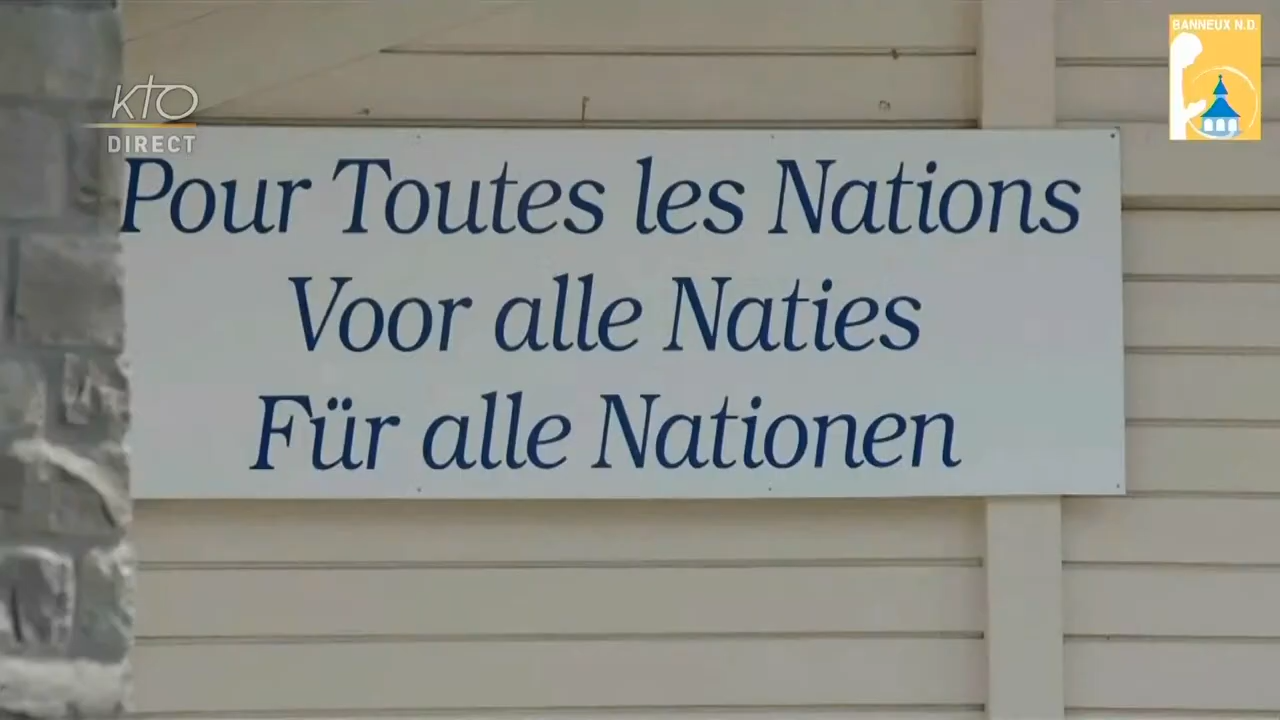 BANNEUX N.D.
KTO
DIRECT
Pour Toutes les Nations
Voor alle Naties
Für alle Nationen